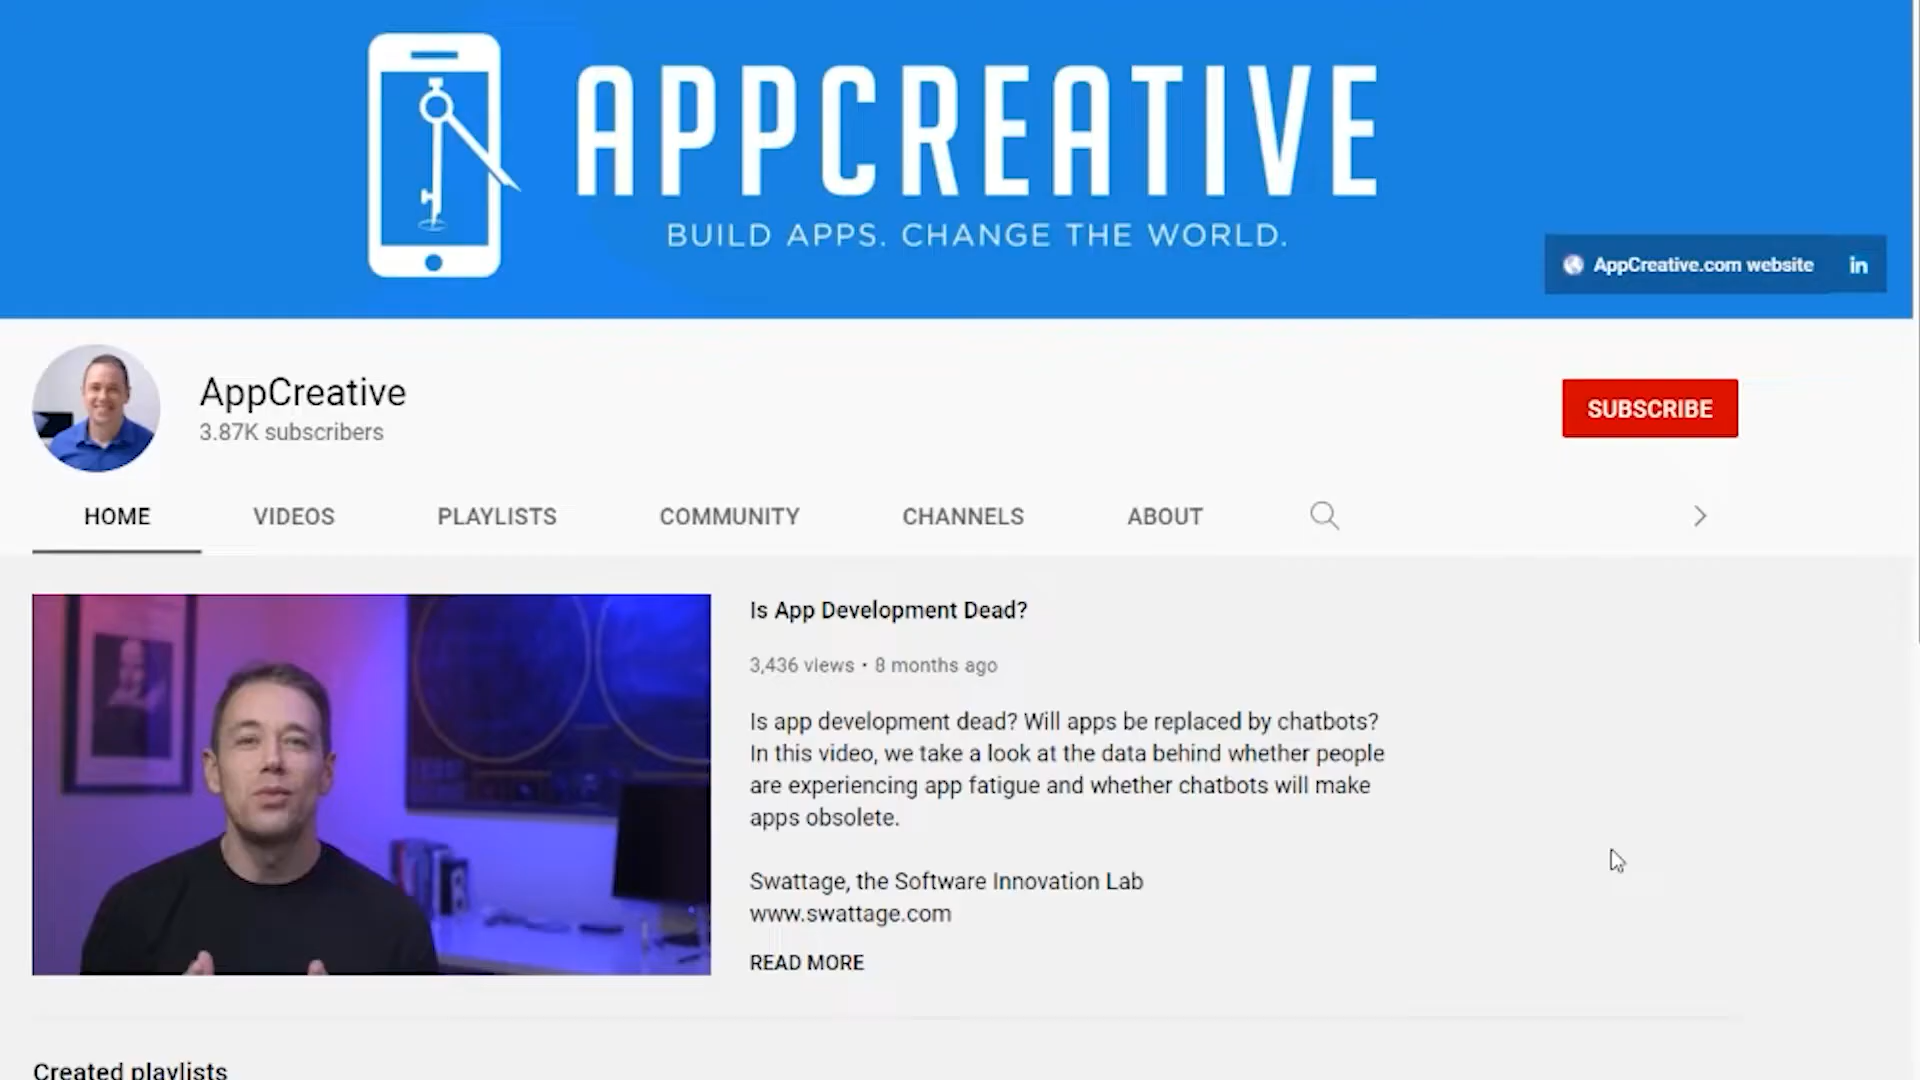 APPCREATIVE
BUILD APPS. CHANGE THE WORLD.
AppCreative.com website
in
AppCreative
3.87K subscribers
SUBSCRIBE
HOME
VIDEOS
PLAYLISTS
COMMUNITY
CHANNELS
ABOUT
Is App Development Dead?
3,436 views • 8 months ago
Is app development dead? Will apps be replaced by chatbots?
In this video, we take a look at the data behind whether people
are experiencing app fatigue and whether chatbots will make
apps obsolete.
Swattage, the Software Innovation Lab
www.swattage.com
READ MORE
Created playlists